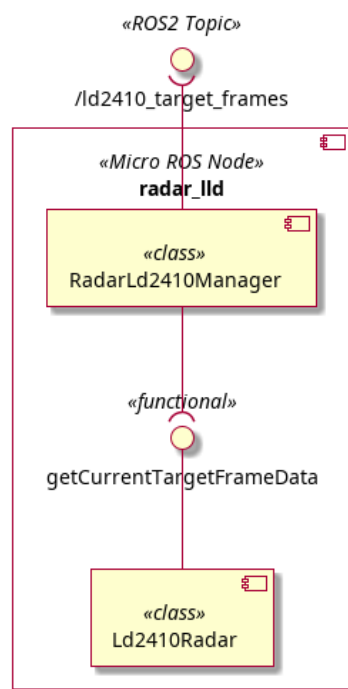 «ROS2 Topic»
/ld2410_target_frames
«Micro ROS Node»
radar_lld
«class»
RadarLd2410Manager
«functional»
getCurrentTargetFrameData
«class»
Ld2410Radar